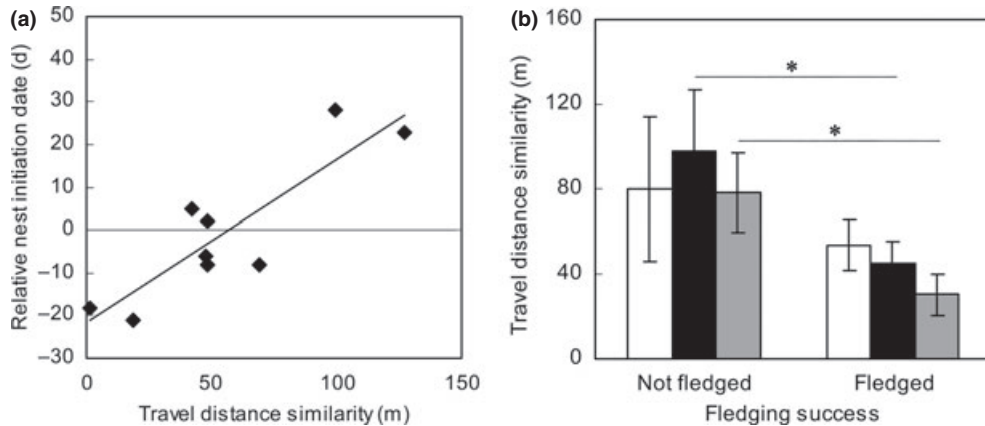 (a)
50
40
30
20
10
0
–10
–20
–30
Relative nest initiation date (d)
0
50
100
150
Travel distance similarity (m)
(b)
160
120
80
40
0
Travel distance similarity (m)
*
*
Not fledged
Fledged
Fledging success